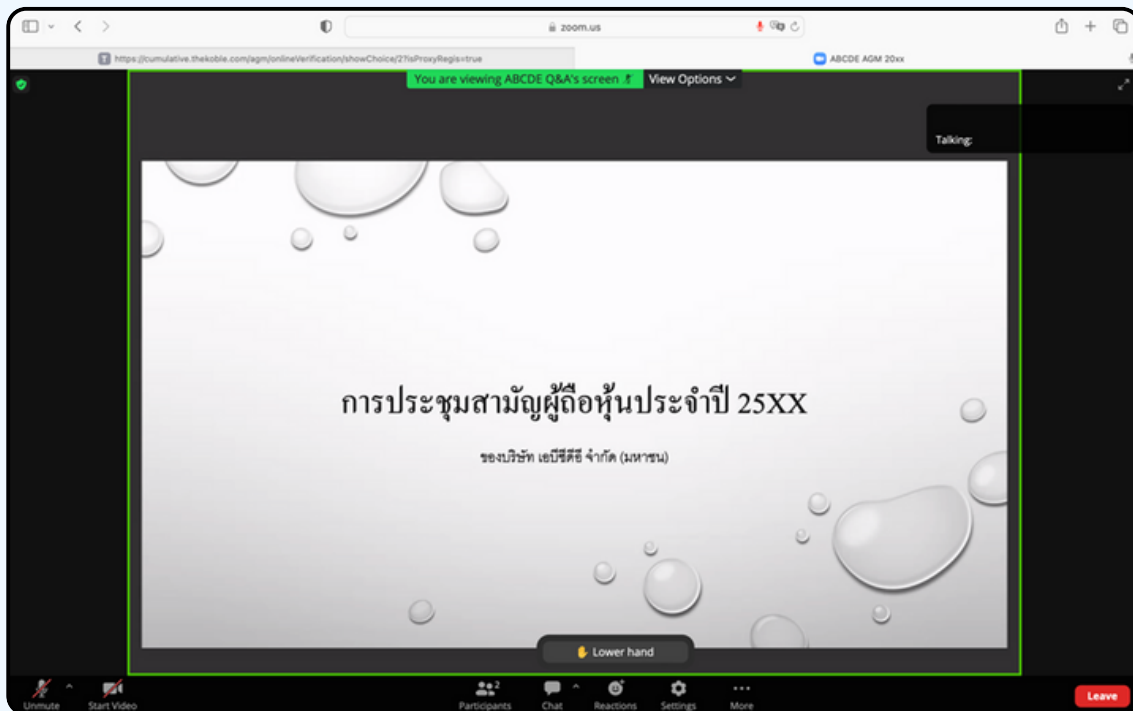 zoom.us
https://cumulative.thekoble.com/agm/onlineVerification/showChoice/2?isProxyRegis=true
ABCDE AGM 20xx
You are viewing ABCDE Q&A's screen View Options
Talking:
การประชุมสามัญผู้ถือหุ้นประจำปี 25XX
ของบริษัท เอบีซีดีอี จำกัด (มหาชน)
Lower hand
2
Unmute Start Video Participants Chat Reactions Settings More Leave